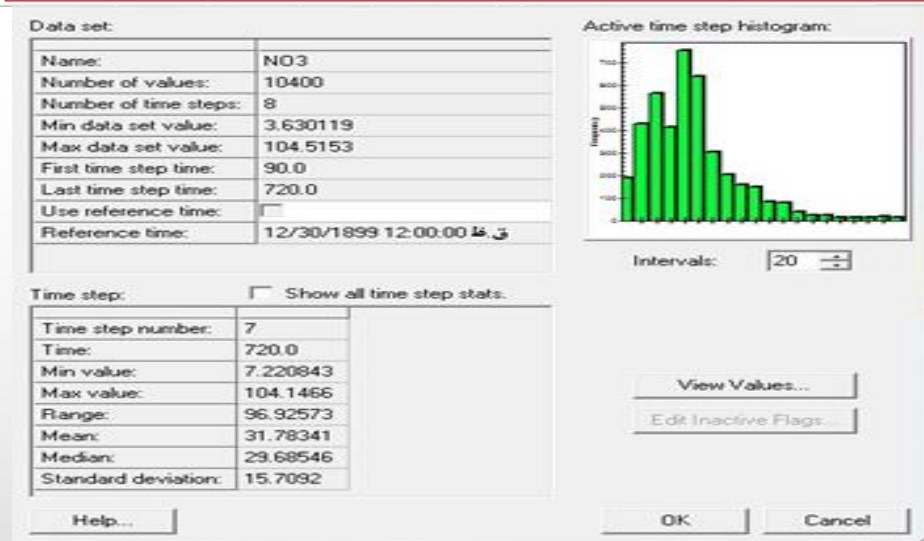 Data set:
Name: NO3
Number of values: 10400
Number of time steps: 8
Min data set value: 3.630119
Max data set value: 104.5153
First time step time: 90.0
Last time step time: 720.0
Use reference time:
Reference time: 12/30/1899 12:00:00 ق.ظ
Active time step histogram:
Intervals: 20
Time step:
Show all time step stats.
Time step number: 7
Time: 720.0
Min value: 7.220843
Max value: 104.1466
Range: 96.92573
Mean: 31.78341
Median: 29.68546
Standard deviation: 15.7092
View Values...
Edit Inactive Flags...
Help...
OK
Cancel